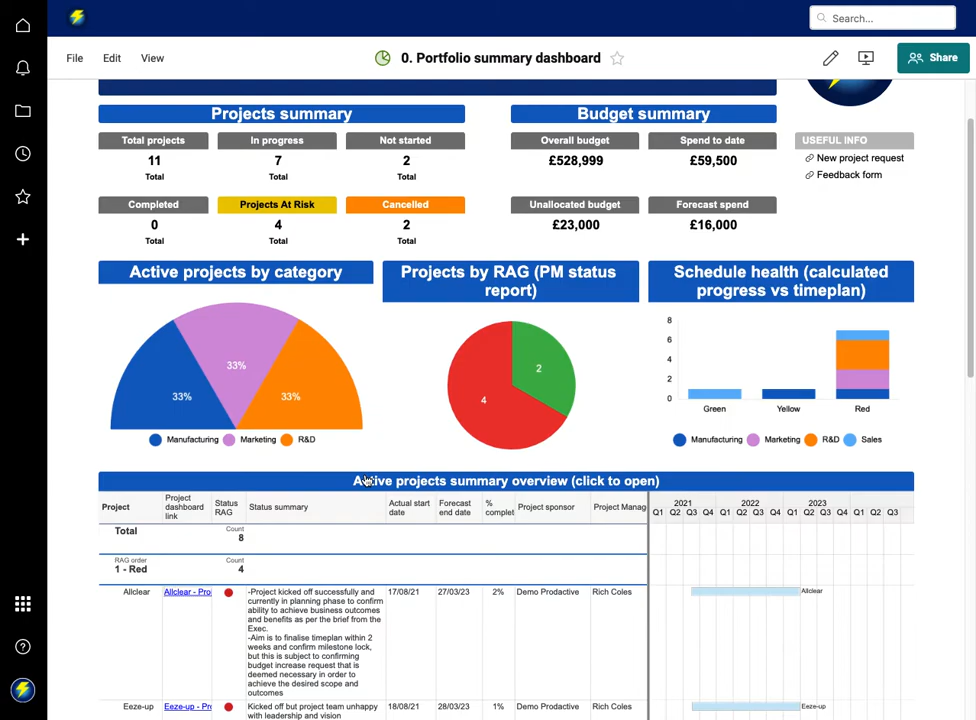 Search...
File Edit View
0. Portfolio summary dashboard
Share
Projects summary
Budget summary
Total projects In progress Not started
11 7 2
Total Total Total
Completed Projects At Risk Cancelled
0 4 2
Total Total Total
Overall budget Spend to date
£528,999 £59,500
Unallocated budget Forecast spend
£23,000 £16,000
USEFUL INFO
New project request
Feedback form
Active projects by category
33%
33% 33%
Manufacturing Marketing R&D
Projects by RAG (PM status
report)
2
4
Schedule health (calculated
progress vs timeplan)
8
6
4
2
0
Green Yellow Red
Manufacturing Marketing R&D Sales
Active projects summary overview (click to open)
Project
Project
dashboard
link
Status
RAG
Status summary
Actual start
date
Forecast
end date
%
complet
Project sponsor
Project Manag
2021 2022 2023
Q1 Q2 Q3 Q4 Q1 Q2 Q3 Q4 Q1 Q2 Q3 Q4 Q1 Q2 Q3
Total
Count
8
RAG order
1 - Red
Count
4
Allclear
Allclear - Pro
-Project kicked off successfully and
currently in planning phase to confirm
ability to achieve business outcomes
and benefits as per the brief from the
Exec.
-Aim is to finalise timeplan within 2
weeks and confirm milestone lock,
but this is subject to confirming
budget increase request that is
deemed necessary in order to
achieve the desired scope and
outcomes
17/08/21 27/03/23 2% Demo Prodactive Rich Coles
Allclear
Eeze-up
Eeze-up - Pr
Kicked off but project team unhappy
with leadership and vision
18/08/21 28/03/23 1% Demo Prodactive Rich Coles
Eeze-up